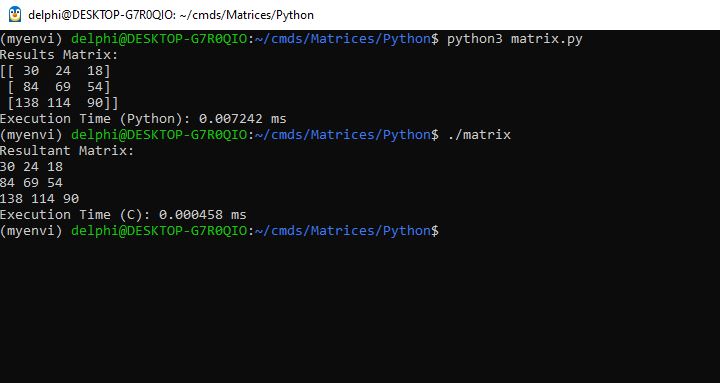 delphi@DESKTOP-G7R0QIO: ~/cmds/Matrices/Python
(myenvi) delphi@DESKTOP-G7R0QIO:~/cmds/Matrices/Python$ python3 matrix.py
Results Matrix:
[[ 30  24  18]
 [ 84  69  54]
 [138 114  90]]
Execution Time (Python): 0.007242 ms
(myenvi) delphi@DESKTOP-G7R0QIO:~/cmds/Matrices/Python$ ./matrix
Resultant Matrix:
30 24 18
84 69 54
138 114 90
Execution Time (C): 0.000458 ms
(myenvi) delphi@DESKTOP-G7R0QIO:~/cmds/Matrices/Python$